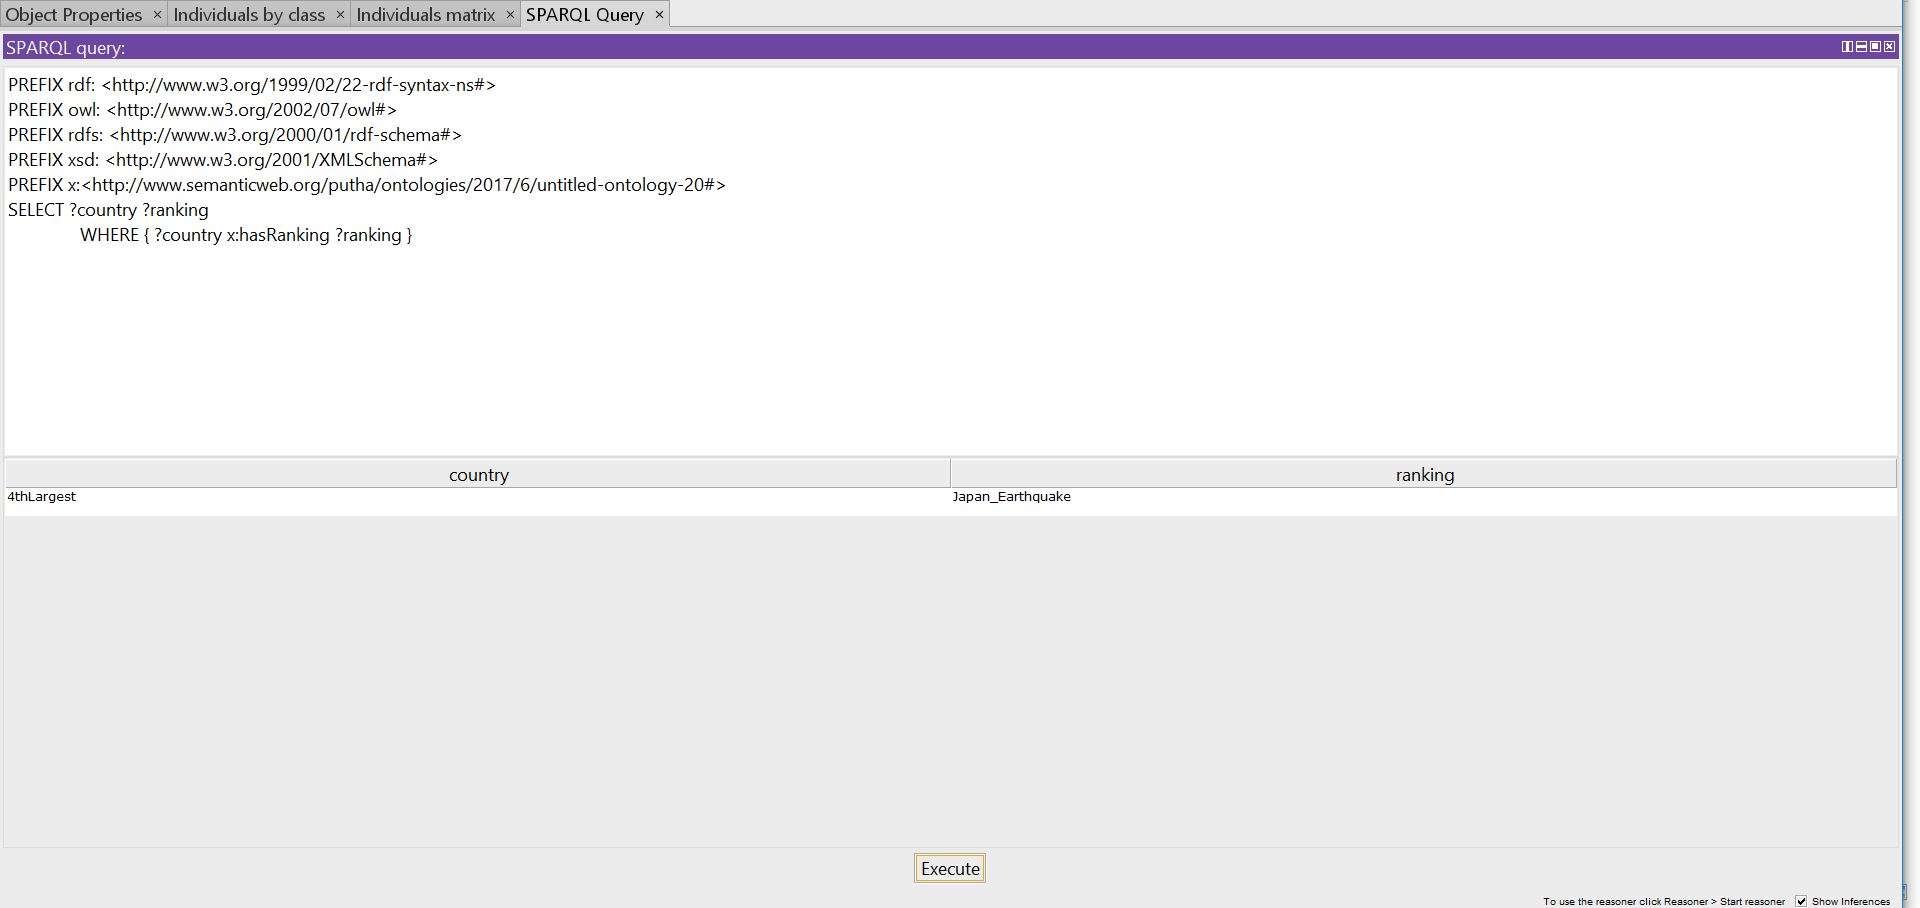 Object Properties × Individuals by class × Individuals matrix × SPARQL Query ×
SPARQL query:
PREFIX rdf: <http://www.w3.org/1999/02/22-rdf-syntax-ns#>
PREFIX owl: <http://www.w3.org/2002/07/owl#>
PREFIX rdfs: <http://www.w3.org/2000/01/rdf-schema#>
PREFIX xsd: <http://www.w3.org/2001/XMLSchema#>
PREFIX x:<http://www.semanticweb.org/putha/ontologies/2017/6/untitled-ontology-20#>
SELECT ?country ?ranking
WHERE { ?country x:hasRanking ?ranking }
country ranking
4thLargest Japan_Earthquake
Execute
To use the reasoner click Reasoner > Start reasoner Show Inferences